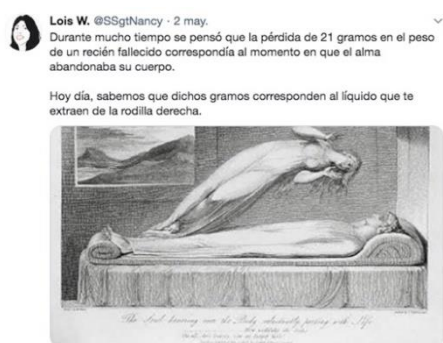 Lois W. @SSgtNancy · 2 may.
Durante mucho tiempo se pensó que la pérdida de 21 gramos en el peso
de un recién fallecido correspondía al momento en que el alma
abandonaba su cuerpo.
Hoy día, sabemos que dichos gramos corresponden al líquido que te
extraen de la rodilla derecha.
The Soul hovering over the Body reluctantly parting with Life